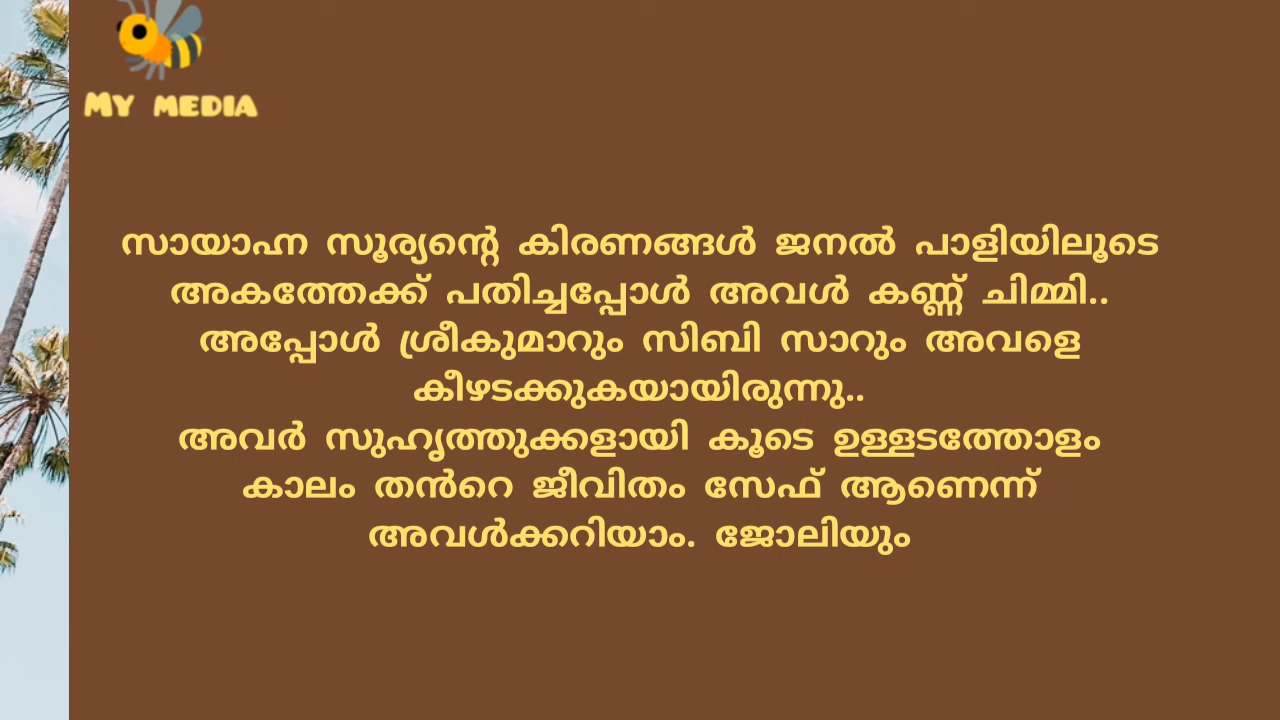 My media
സായാഹ്ന സൂര്യന്റെ കിരണങ്ങൾ ജനൽ പാളിയിലൂടെ
അകത്തേക്ക് പതിച്ചപ്പോൾ അവൾ കണ്ണ് ചിമ്മി..
അപ്പോൾ ശ്രീകുമാറും സിബി സാറും അവളെ
കീഴടക്കുകയായിരുന്നു..
അവർ സുഹൃത്തുക്കളായി കൂടെ ഉള്ളടത്തോളം
കാലം തൻറെ ജീവിതം സേഫ് ആണെന്ന്
അവൾക്കറിയാം. ജോലിയും